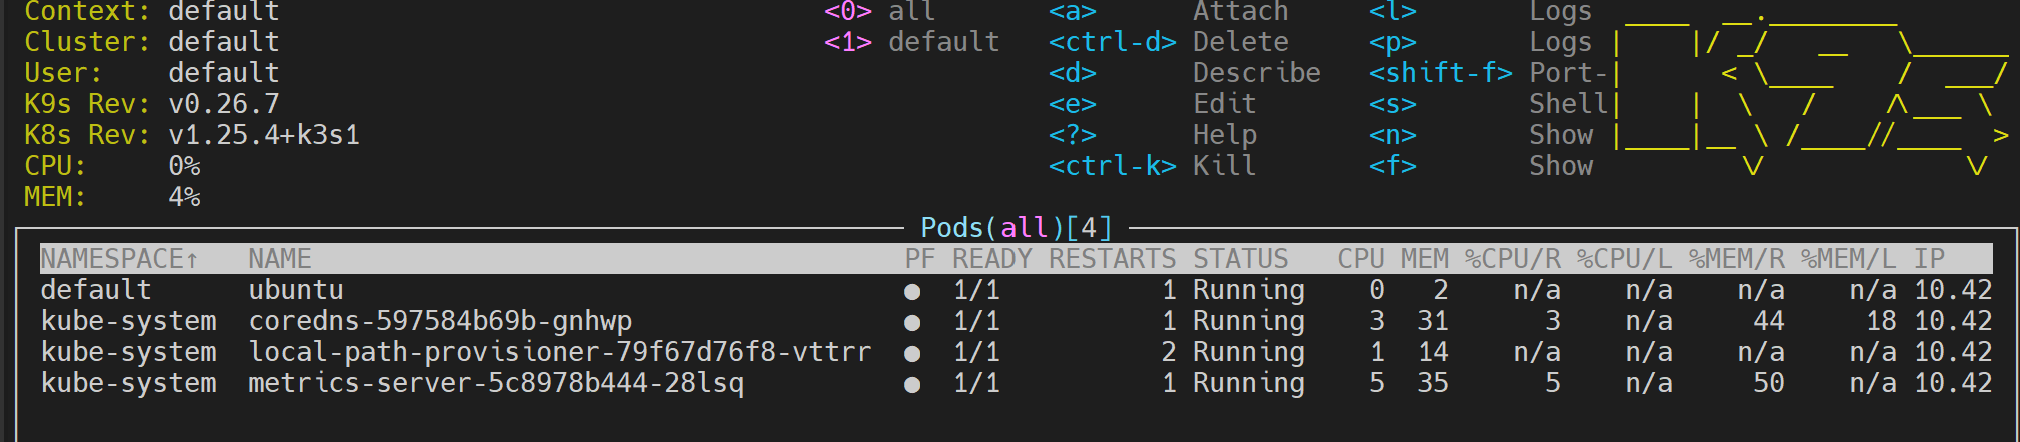 Context: default <0> all <a> Attach <l> Logs
Cluster: default <1> default <ctrl-d> Delete <p> Logs
User: default <d> Describe <shift-f> Port-
K9s Rev: v0.26.7 <e> Edit <s> Shell
K8s Rev: v1.25.4+k3s1 <?> Help <n> Show
CPU: 0% <ctrl-k> Kill <f> Show
MEM: 4%
Pods(all)[4]
NAMESPACE↑ NAME PF READY RESTARTS STATUS CPU MEM %CPU/R %CPU/L %MEM/R %MEM/L IP
default ubuntu ● 1/1 1 Running 0 2 n/a n/a n/a n/a 10.42
kube-system coredns-597584b69b-gnhwp ● 1/1 1 Running 3 31 3 n/a 44 18 10.42
kube-system local-path-provisioner-79f67d76f8-vttrr ● 1/1 2 Running 1 14 n/a n/a n/a n/a 10.42
kube-system metrics-server-5c8978b444-28lsq ● 1/1 1 Running 5 35 5 n/a 50 n/a 10.42